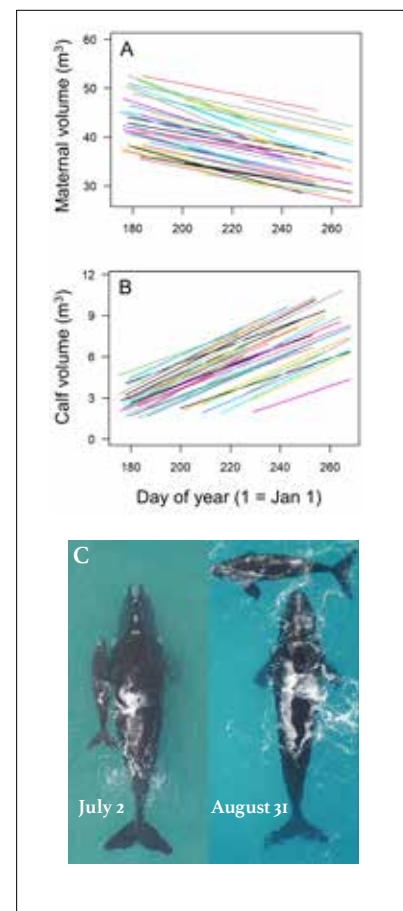 A
Maternal volume (m³)
60
50
40
30
180 200 220 240 260
B
Calf volume (m³)
12
9
6
3
0
180 200 220 240 260
Day of year (1 = Jan 1)
C
July 2
August 31